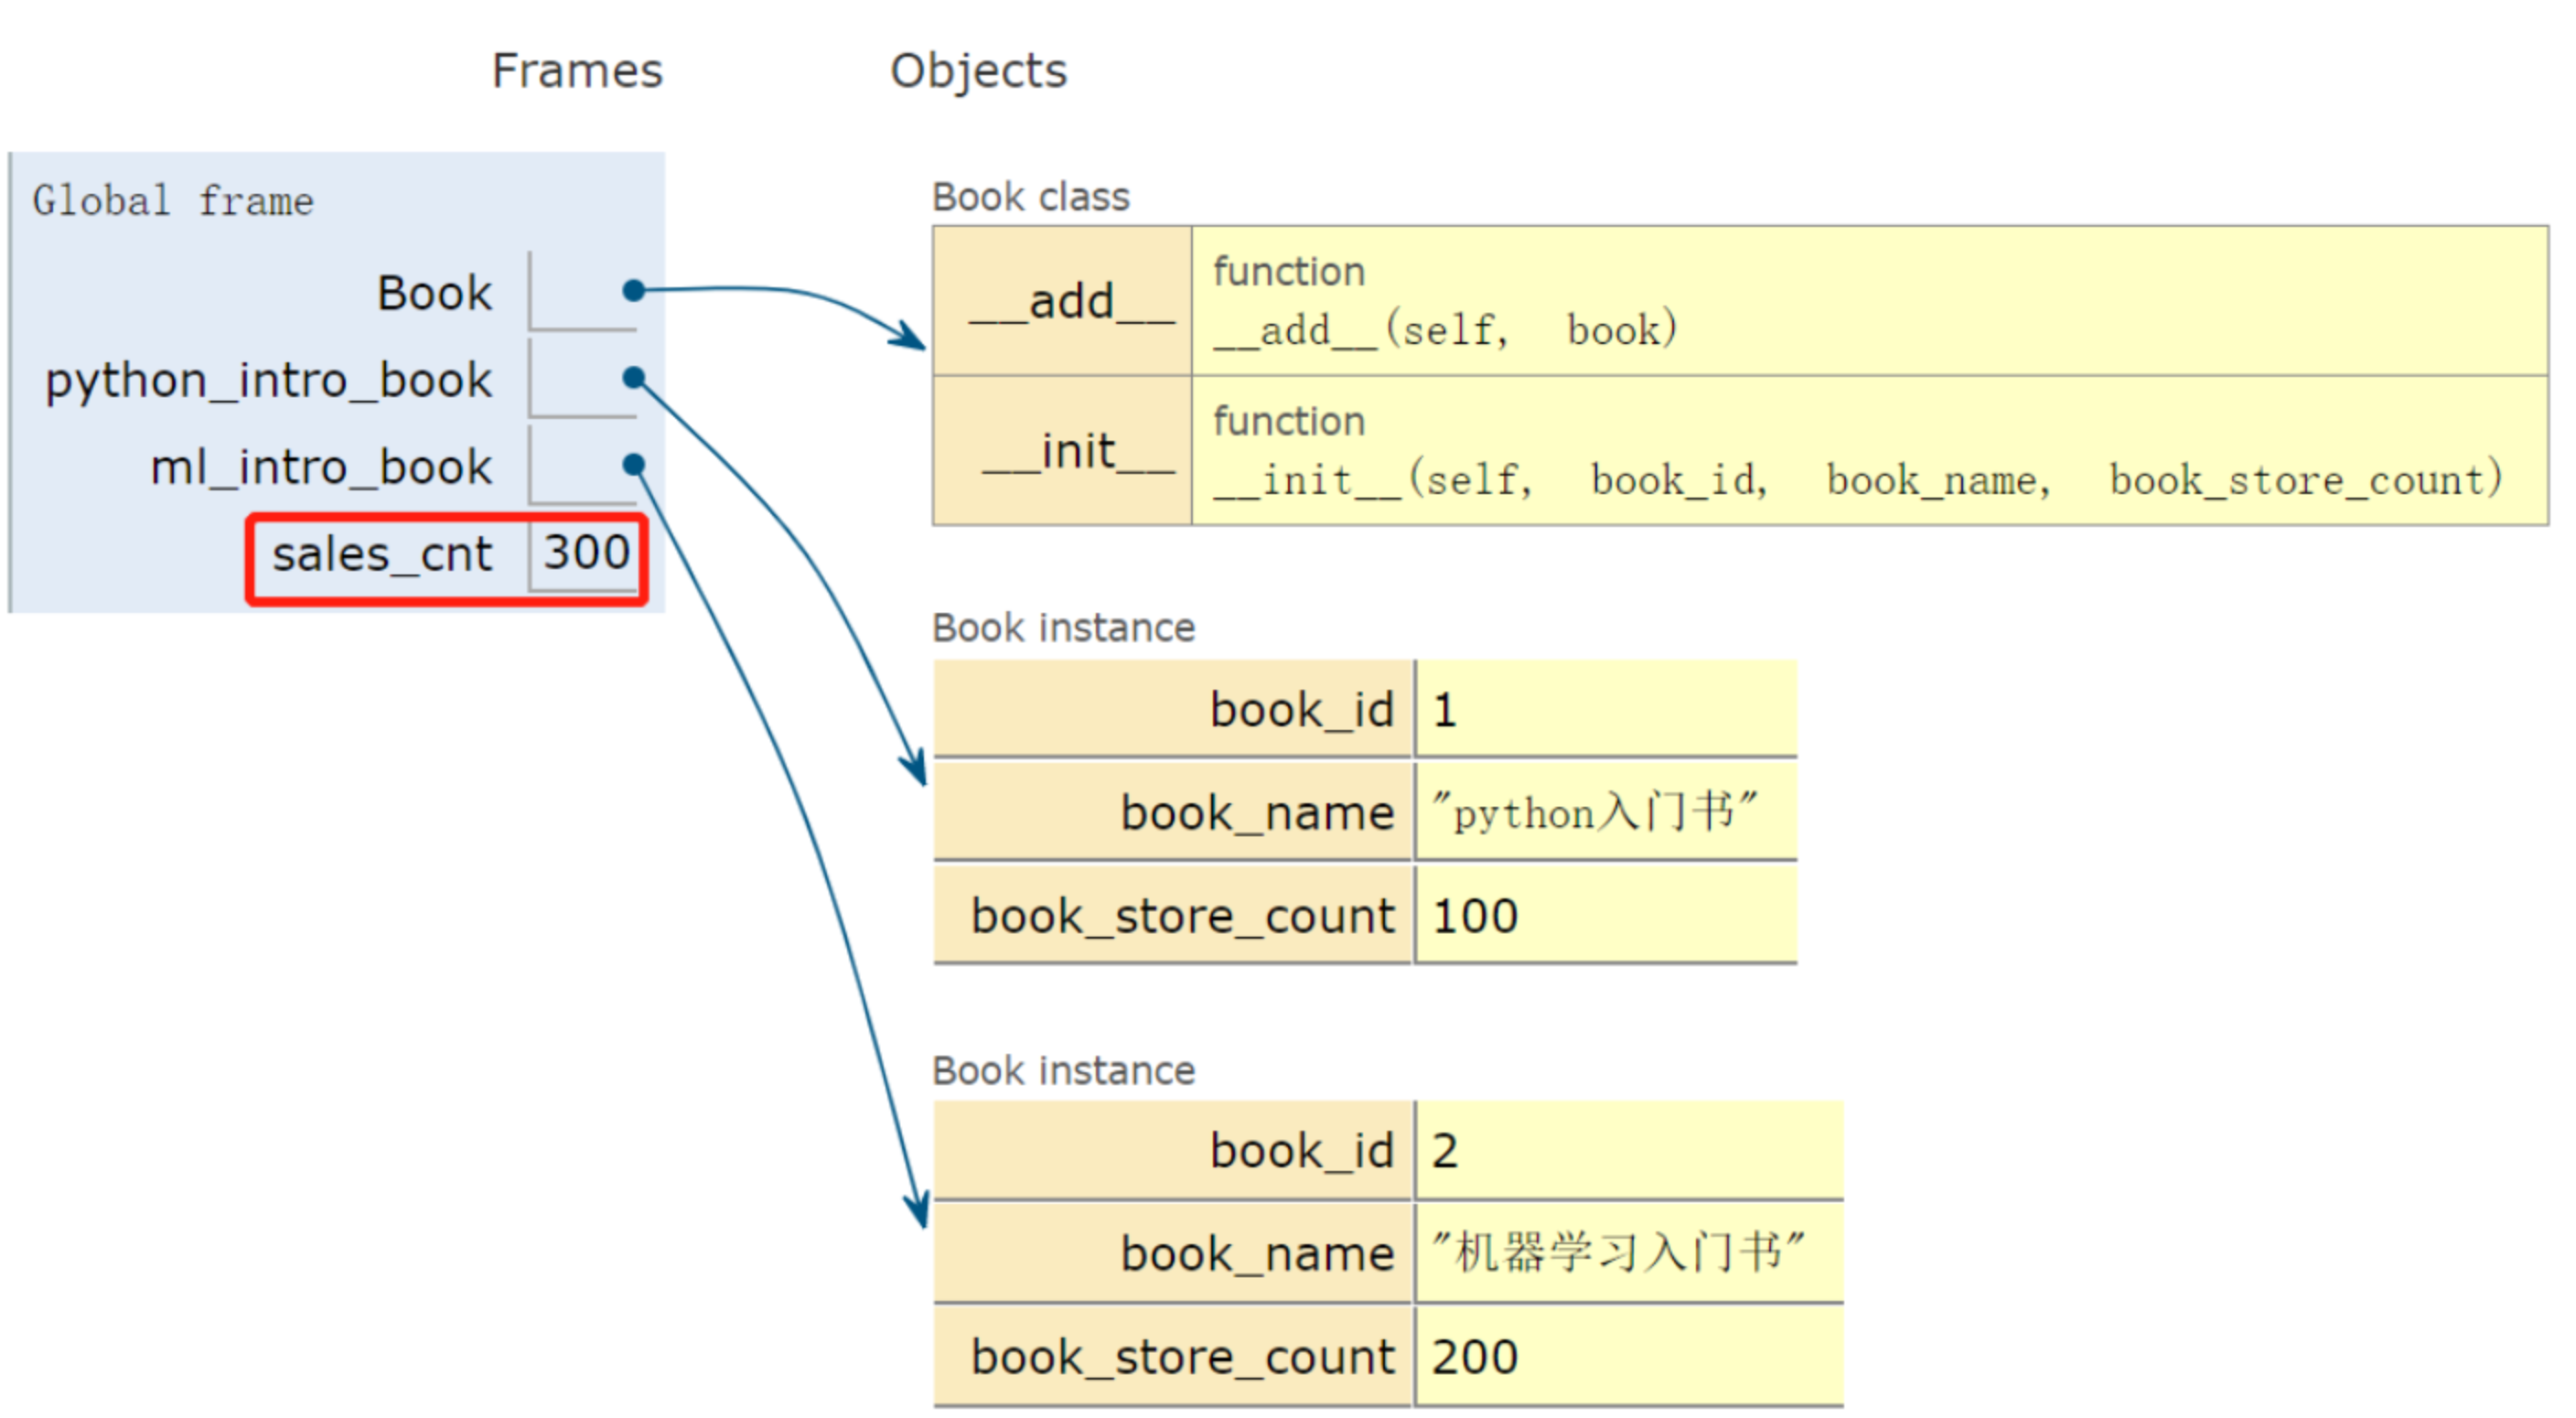 Frames Objects
Global frame
Book
python_intro_book
ml_intro_book
sales_cnt 300
Book class
__add__ function
__add__(self, book)
__init__ function
__init__(self, book_id, book_name, book_store_count)
Book instance
book_id 1
book_name "python入门书"
book_store_count 100
Book instance
book_id 2
book_name "机器学习入门书"
book_store_count 200